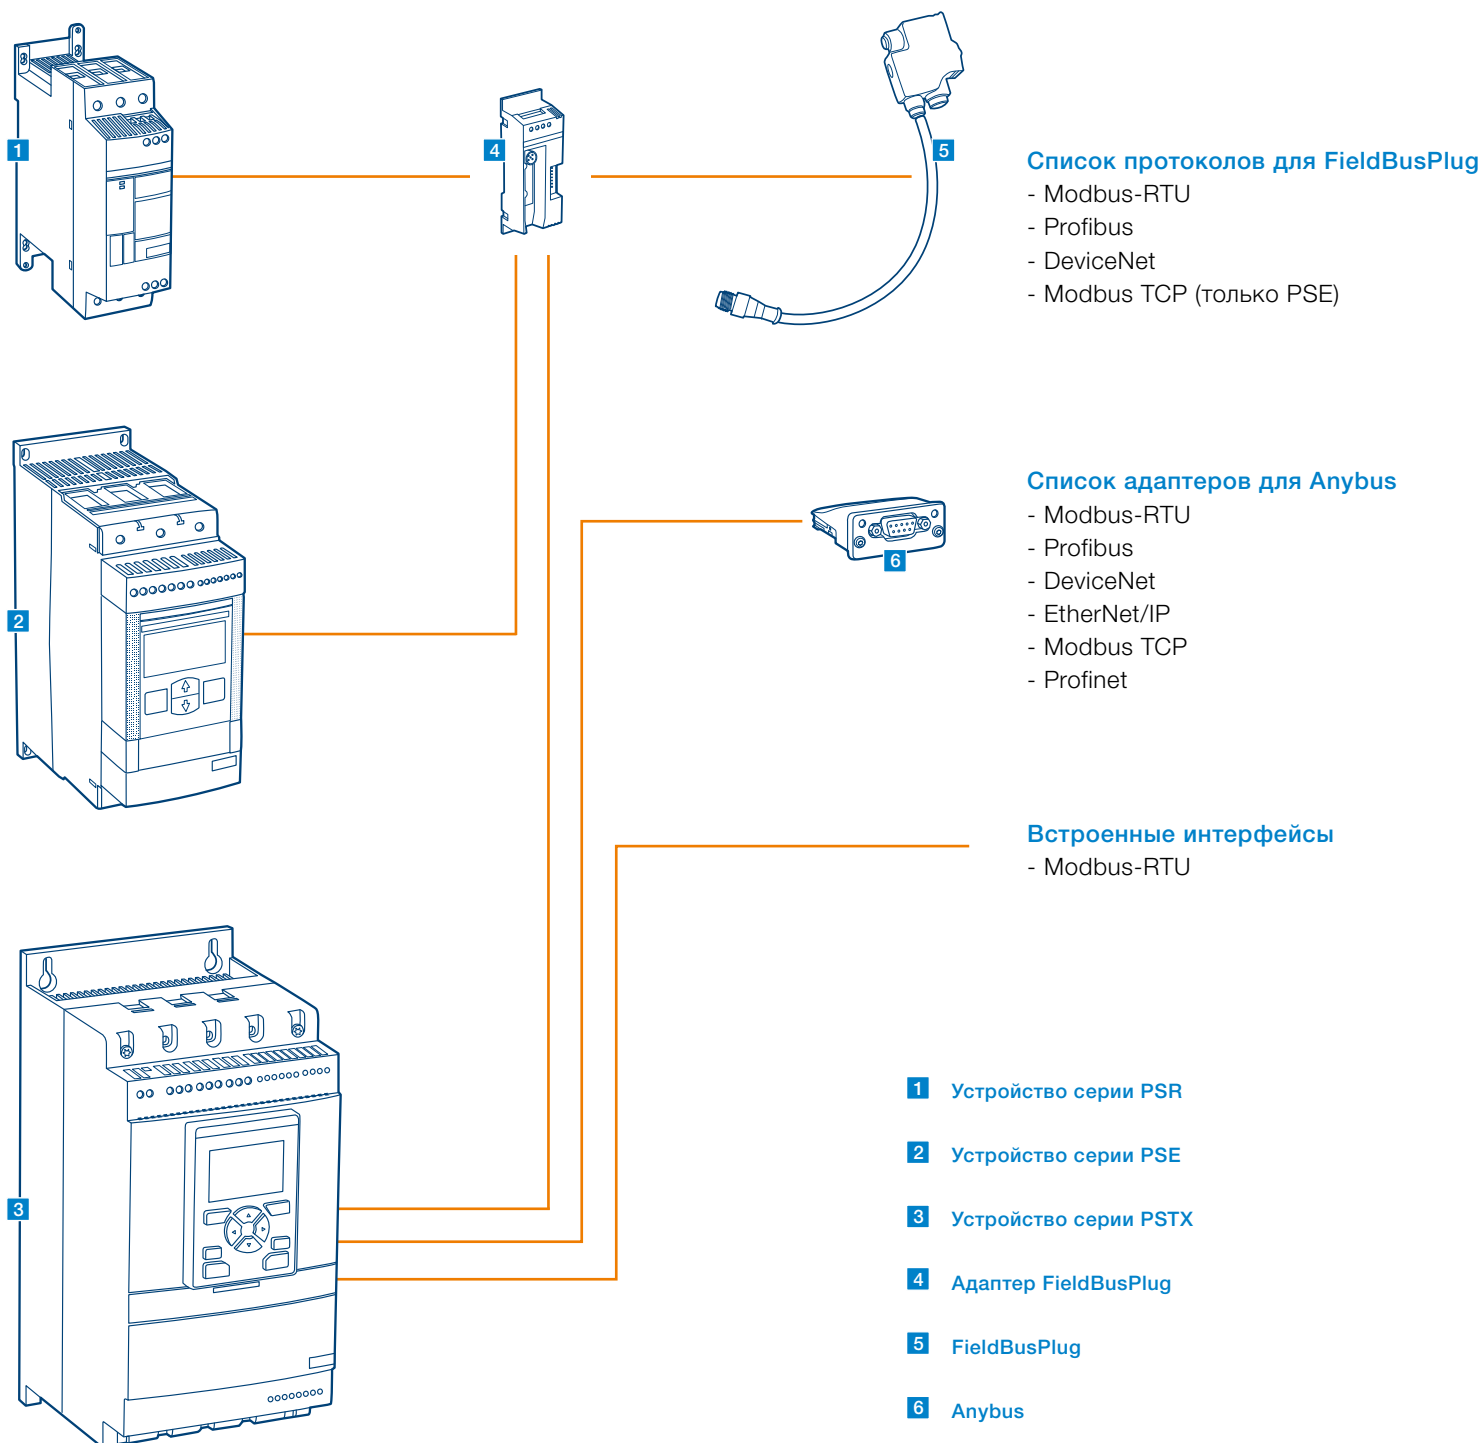 1
4
5
Список протоколов для FieldBusPlug
- Modbus-RTU
- Profibus
- DeviceNet
- Modbus TCP (только PSE)
2
6
Список адаптеров для Anybus
- Modbus-RTU
- Profibus
- DeviceNet
- EtherNet/IP
- Modbus TCP
- Profinet
Встроенные интерфейсы
- Modbus-RTU
3
1 Устройство серии PSR
2 Устройство серии PSE
3 Устройство серии PSTX
4 Адаптер FieldBusPlug
5 FieldBusPlug
6 Anybus